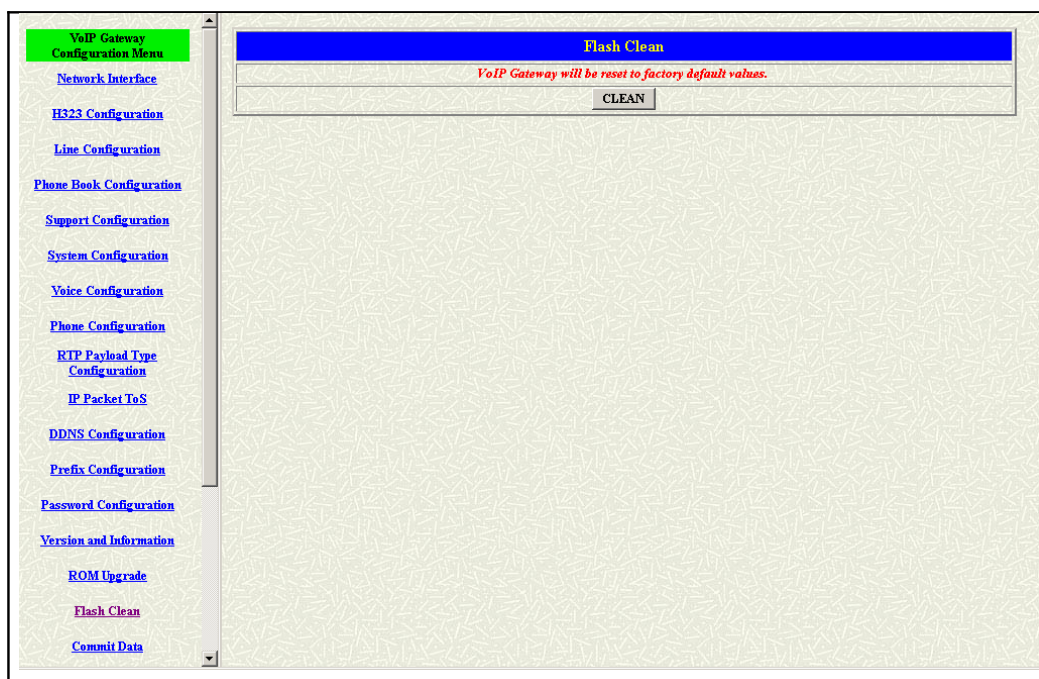 VoIP Gateway
Configuration Menu
Network Interface
H323 Configuration
Line Configuration
Phone Book Configuration
Support Configuration
System Configuration
Voice Configuration
Phone Configuration
RTP Payload Type
Configuration
IP Packet ToS
DDNS Configuration
Prefix Configuration
Password Configuration
Version and Information
ROM Upgrade
Flash Clean
Commit Data
Flash Clean
VoIP Gateway will be reset to factory default values.
CLEAN